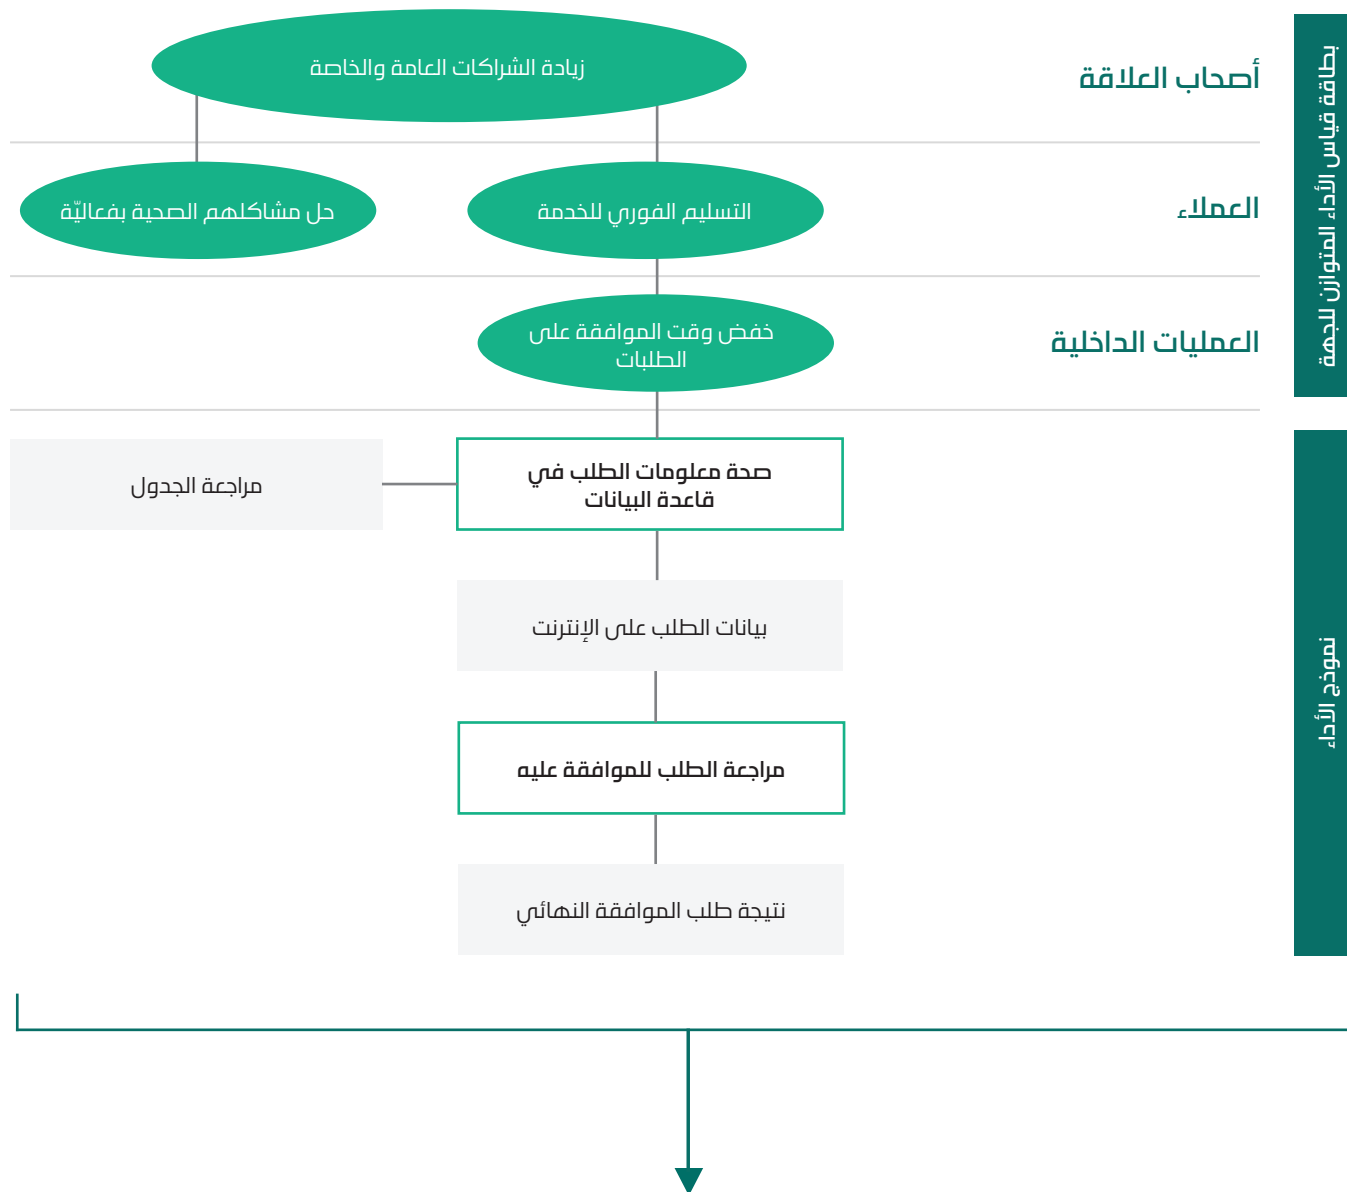 بطاقة قياس الأداء المتوازن للجهة
أصحاب العلاقة
زيادة الشراكات العامة والخاصة
العملاء
التسليم الفوري للخدمة
حل مشاكلهم الصحية بفعاليّة
العمليات الداخلية
خفض وقت الموافقة على
الطلبات
نموذج الأداء
صحة معلومات الطلب في
قاعدة البيانات
مراجعة الجدول
بيانات الطلب على الإنترنت
مراجعة الطلب للموافقة عليه
نتيجة طلب الموافقة النهائي